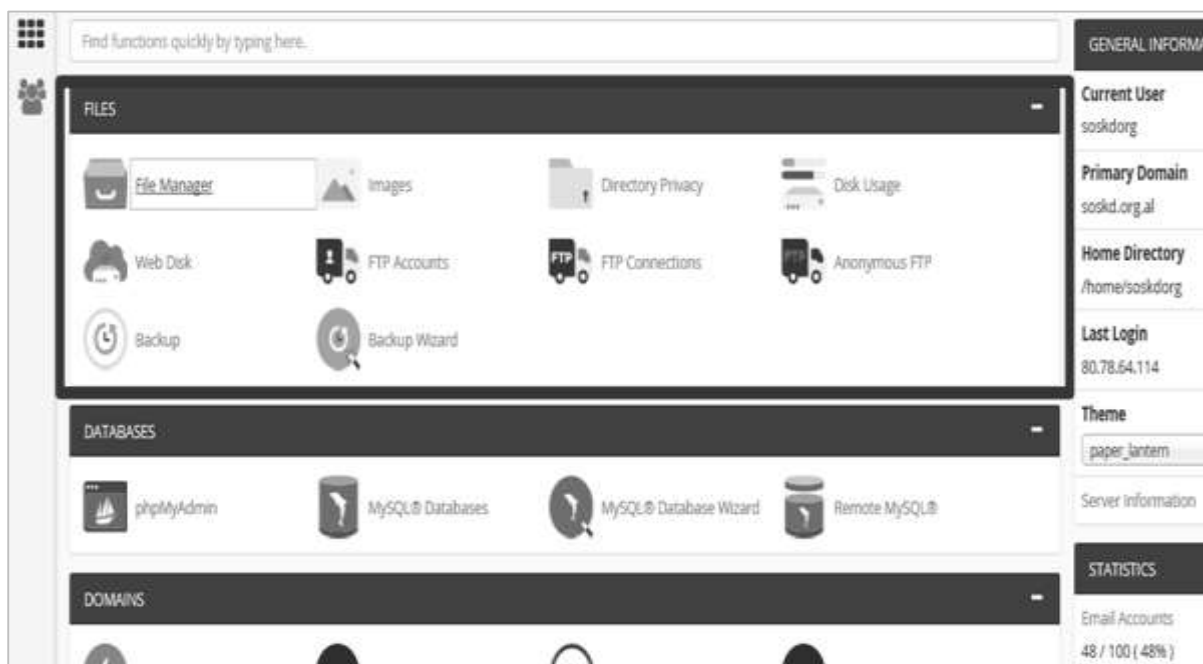 Find functions quickly by typing here.
FILES
File Manager
Images
Directory Privacy
Disk Usage
Web Disk
FTP Accounts
FTP Connections
Anonymous FTP
Backup
Backup Wizard
DATABASES
phpMyAdmin
MySQL® Databases
MySQL® Database Wizard
Remote MySQL®
DOMAINS
GENERAL INFORMA
Current User
soskdorg
Primary Domain
soskd.org.al
Home Directory
/home/soskdorg
Last Login
80.78.64.114
Theme
paper_lantern
Server Information
STATISTICS
Email Accounts
48 / 100 ( 48% )